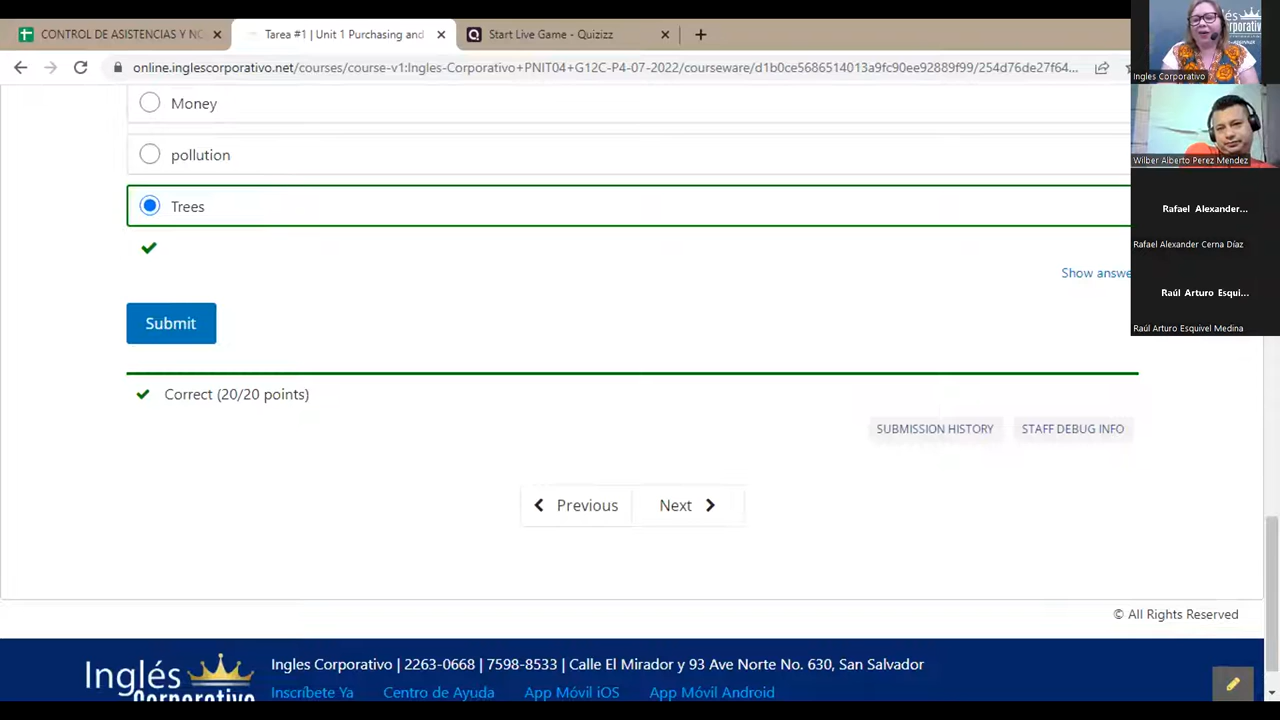 CONTROL DE ASISTENCIAS Y NO
Tarea #1 | Unit 1 Purchasing and
Start Live Game - Quizizz
online.inglescorporativo.net/courses/course-v1:Ingles-Corporativo+PNIT04+G12C-P4-07-2022/courseware/d1b0ce5686514013a9fc90ee92889f99/254d76de27f64...
Ingles Corporativo
Wilber Alberto Perez Mendez
Rafael Alexander...
Rafael Alexander Cerna Díaz
Raúl Arturo Esqui...
Raúl Arturo Esquivel Medina
Money
pollution
Trees
Show answe
Submit
Correct (20/20 points)
SUBMISSION HISTORY
STAFF DEBUG INFO
Previous
Next
© All Rights Reserved
Inglés
Corporativo
Ingles Corporativo | 2263-0668 | 7598-8533 | Calle El Mirador y 93 Ave Norte No. 630, San Salvador
Inscríbete Ya
Centro de Ayuda
App Móvil iOS
App Móvil Android